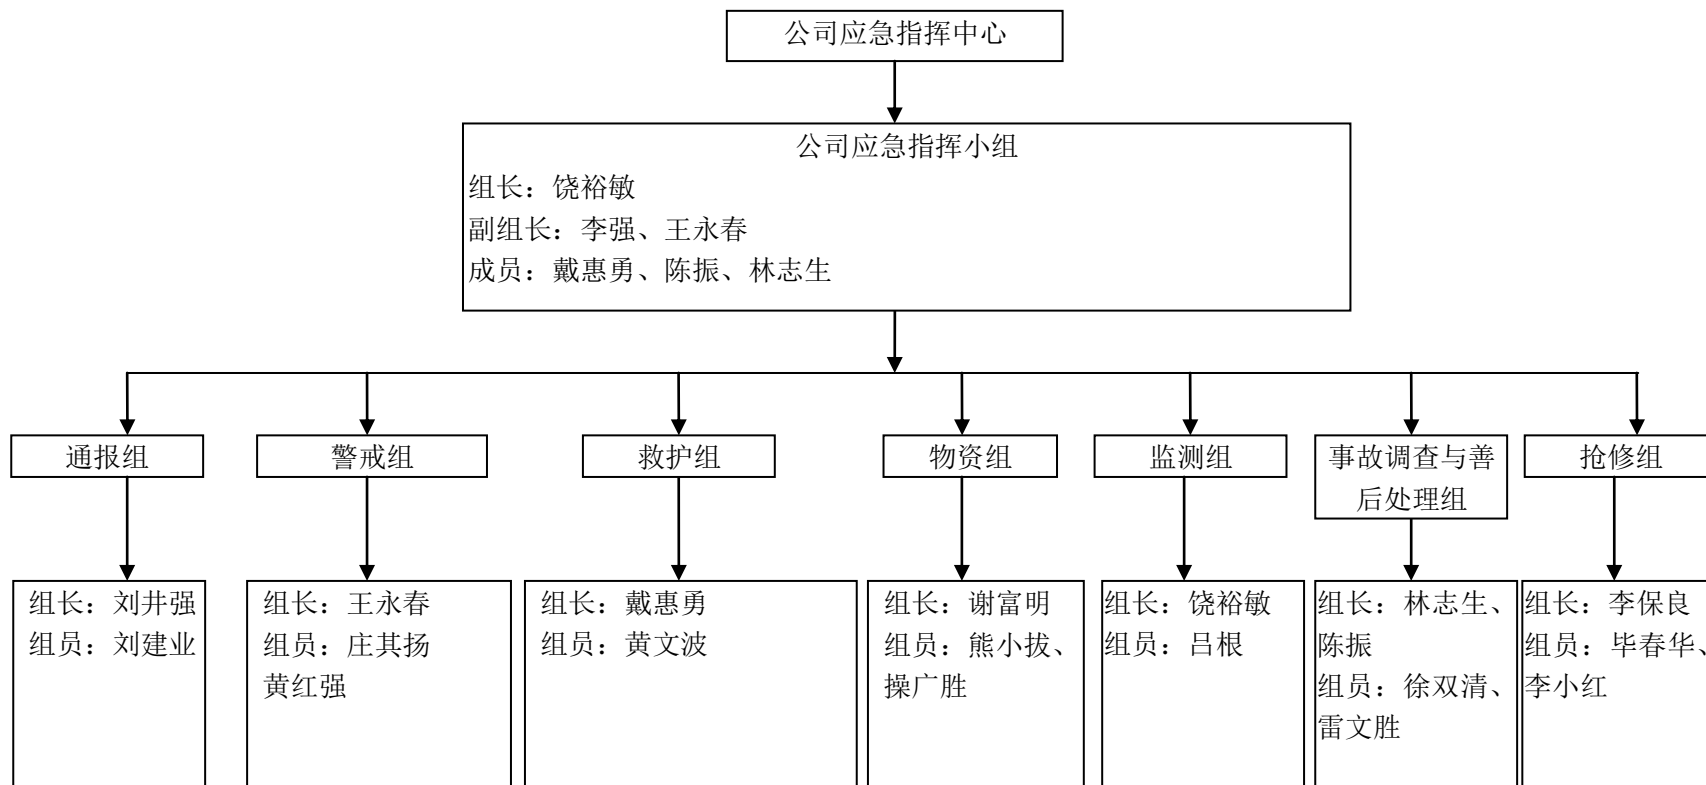 公司应急指挥中心
公司应急指挥小组
组长：饶裕敏
副组长：李强、王永春
成员：戴惠勇、陈振、林志生
通报组
警戒组
救护组
物资组
监测组
事故调查与善
后处理组
抢修组
组长：刘井强
组员：刘建业
组长：王永春
组员：庄其扬
黄红强
组长：戴惠勇
组员：黄文波
组长：谢富明
组员：熊小拔、
操广胜
组长：饶裕敏
组员：吕根
组长：林志生、
陈振
组员：徐双清、
雷文胜
组长：李保良
组员：毕春华、
李小红